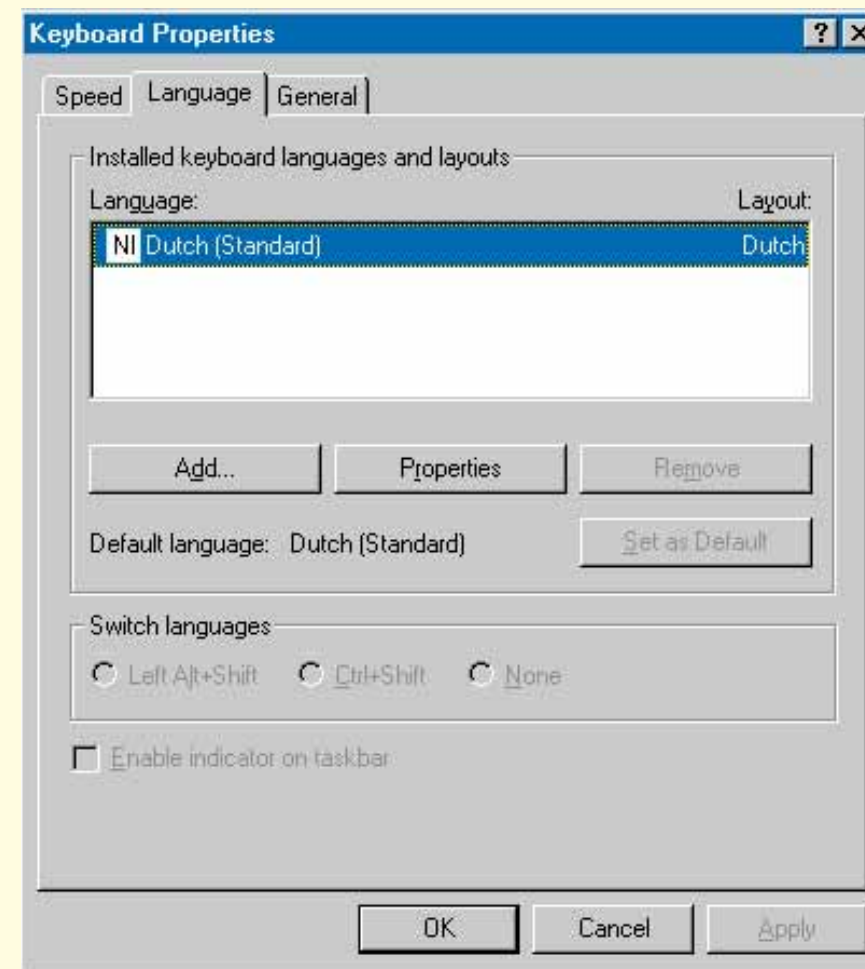 Keyboard Properties
Speed Language General
Installed keyboard languages and layouts
Language: Layout:
Nl Dutch (Standard) Dutch
Add... Properties Remove
Default language: Dutch (Standard) Set as Default
Switch languages
Left Alt+Shift Ctrl+Shift None
Enable indicator on taskbar
OK Cancel Apply